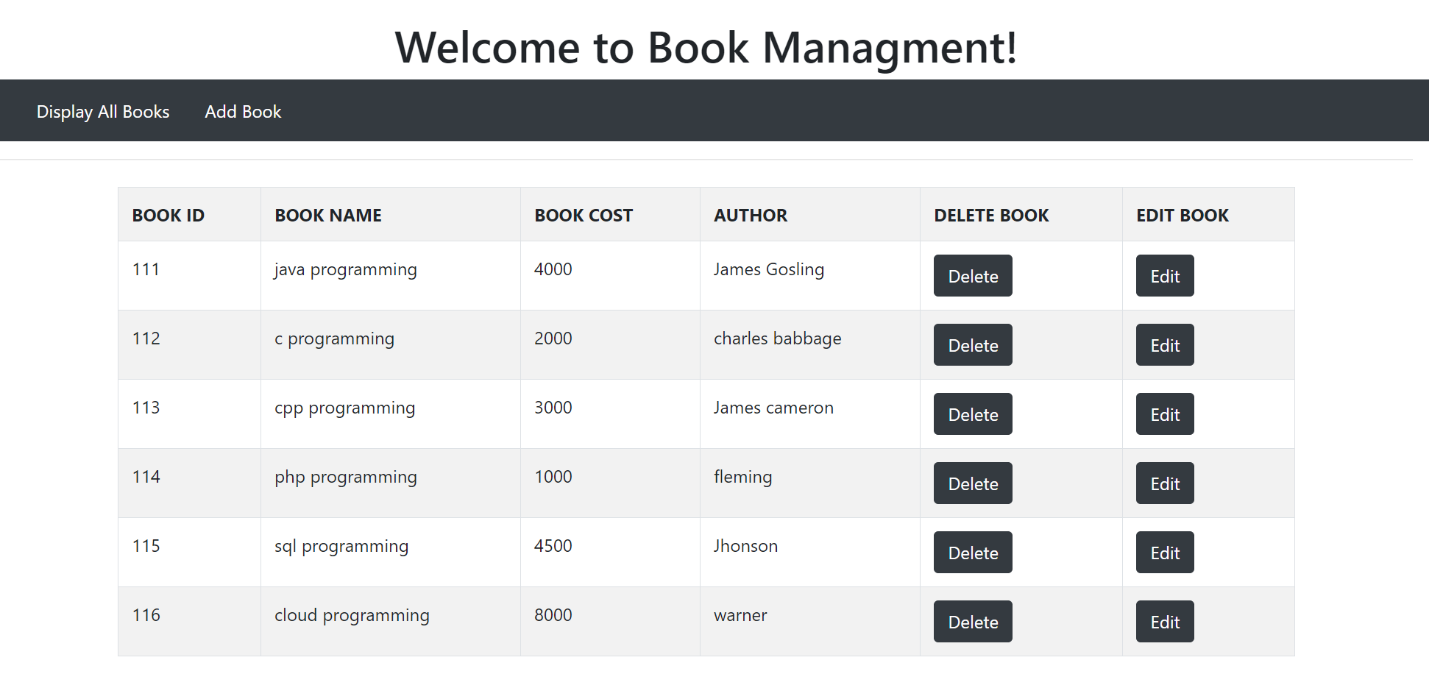 Welcome to Book Managment!
Display All Books Add Book
BOOK ID BOOK NAME BOOK COST AUTHOR DELETE BOOK EDIT BOOK
111 java programming 4000 James Gosling Delete Edit
112 c programming 2000 charles babbage Delete Edit
113 cpp programming 3000 James cameron Delete Edit
114 php programming 1000 fleming Delete Edit
115 sql programming 4500 Jhonson Delete Edit
116 cloud programming 8000 warner Delete Edit